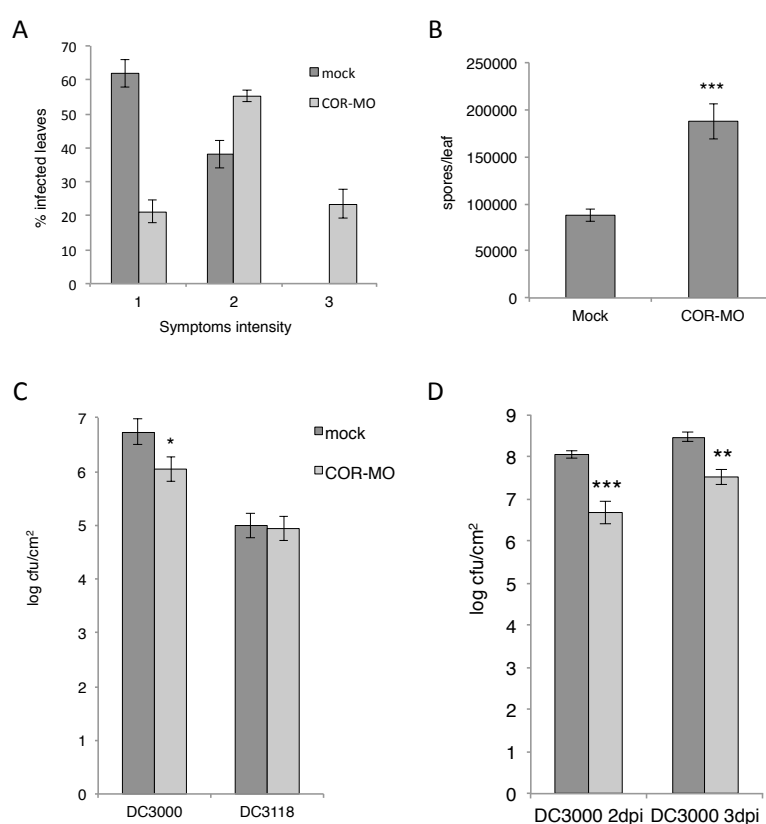 A
70
60
50
40
30
20
10
0
% infected leaves
mock
COR-MO
1 2 3
Symptoms intensity
B
250000
200000
150000
100000
50000
0
spores/leaf
***
Mock COR-MO
C
7
6
5
4
3
2
1
0
log cfu/cm²
*
mock
COR-MO
DC3000 DC3118
D
9
8
7
6
5
4
3
2
1
0
log cfu/cm²
***
**
DC3000 2dpi DC3000 3dpi